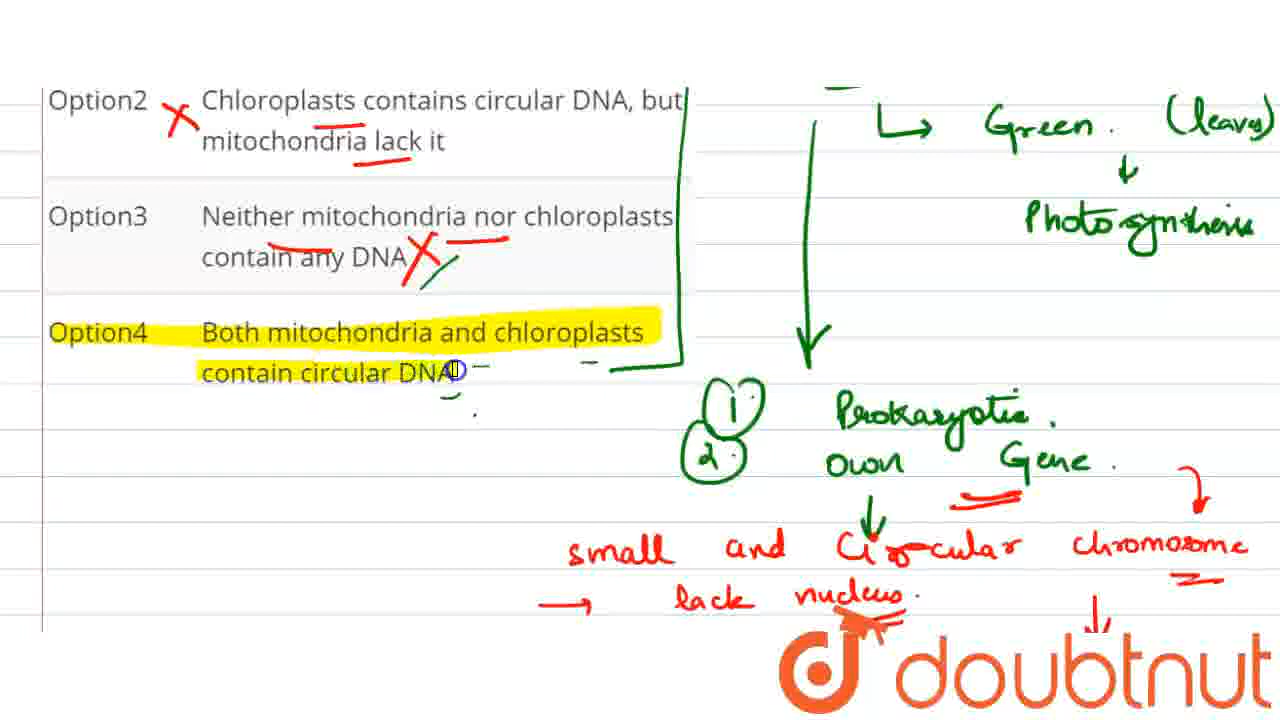 Option2 Chloroplasts contains circular DNA, but
mitochondria lack it
Option3 Neither mitochondria nor chloroplasts
contain any DNA
Option4 Both mitochondria and chloroplasts
contain circular DNA
Green. (leaves)
Photosynthesis
1 Prokaryotic.
2. own Gene.
small and Circular chromosome
lack nucleus.
doubtnut